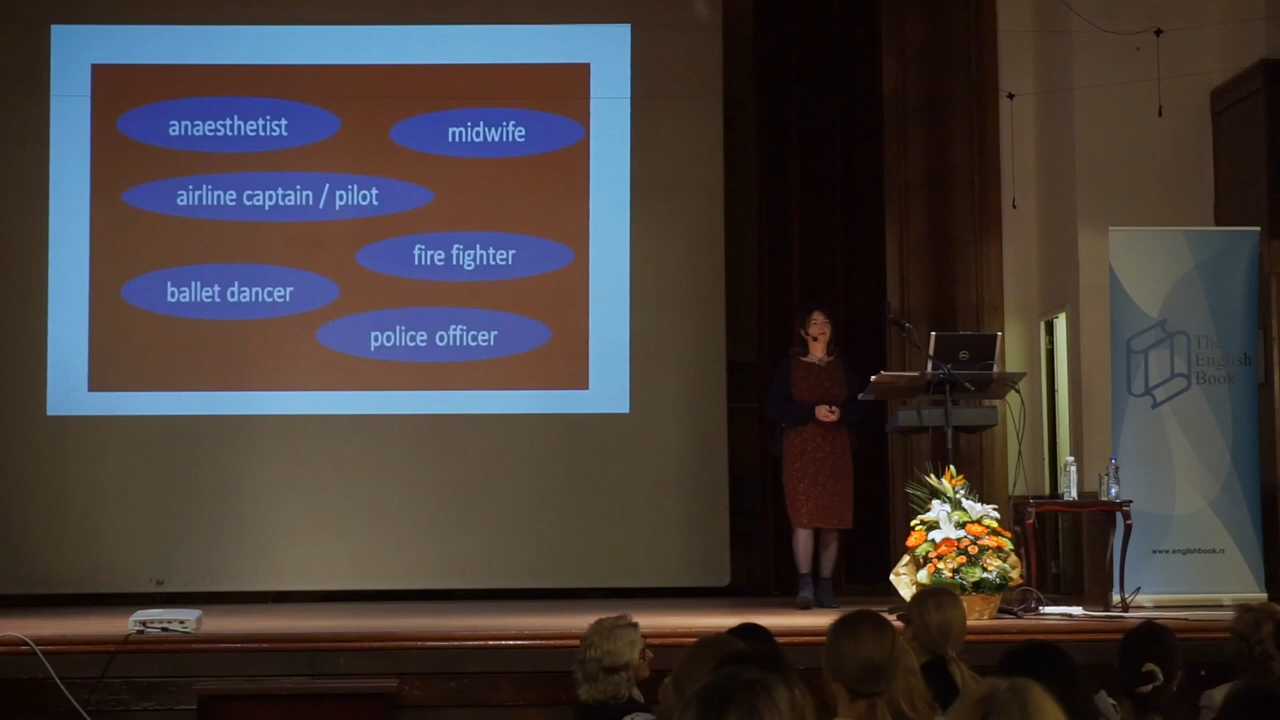 anaesthetist
midwife
airline captain / pilot
fire fighter
ballet dancer
police officer
The
English
Book
www.englishbook.rs